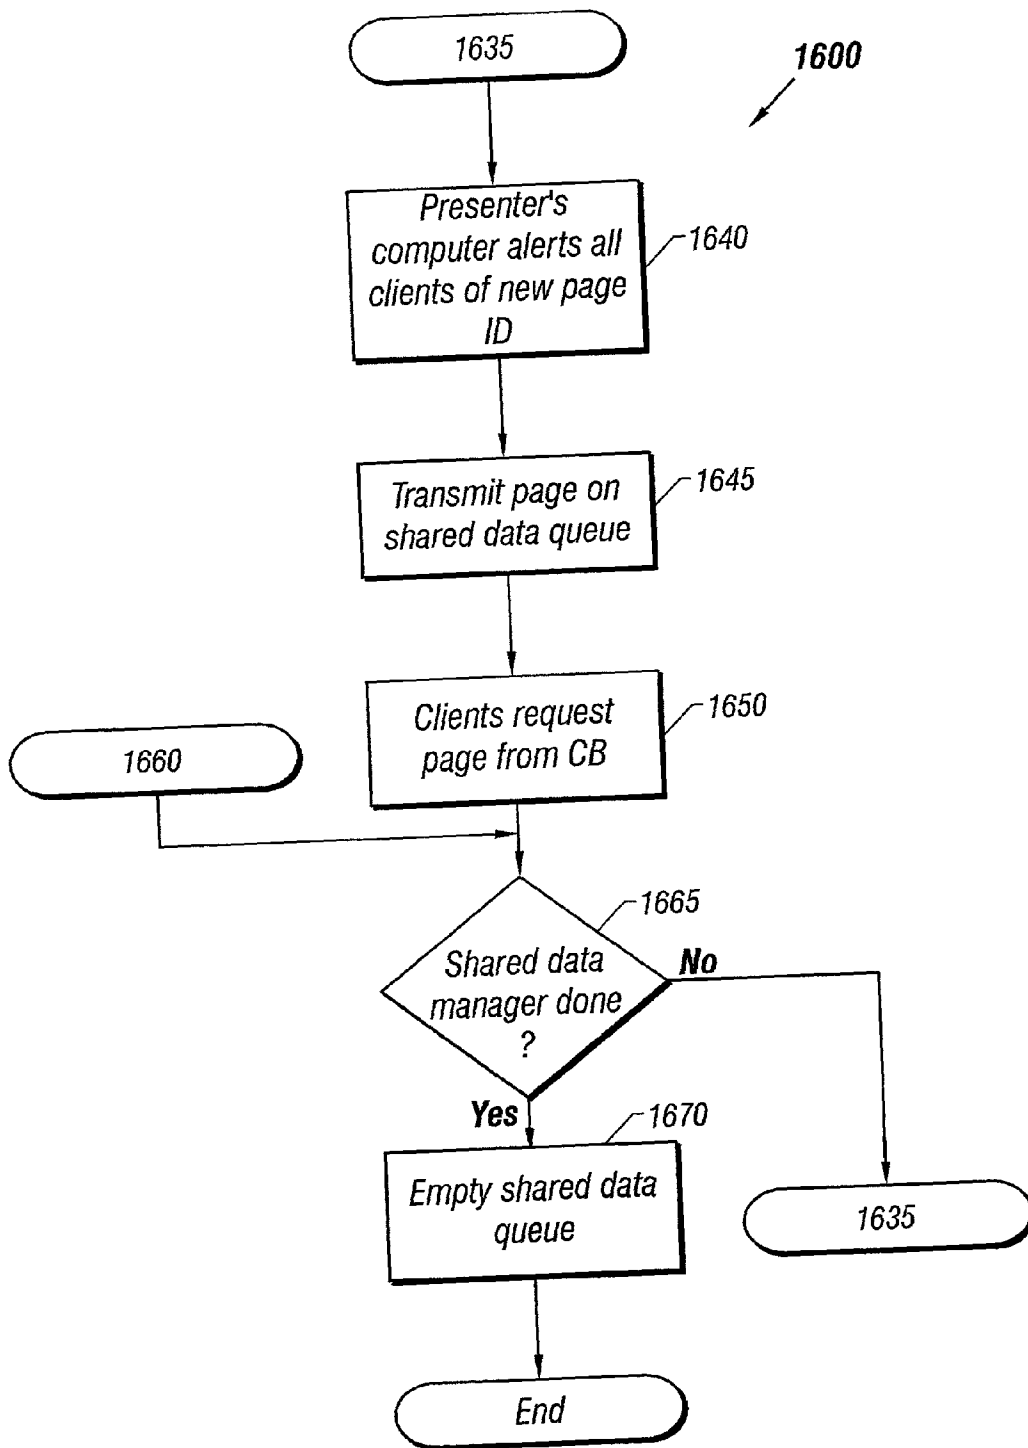 1635
1600
Presenter's
computer alerts all
clients of new page
ID
1640
Transmit page on
shared data queue
1645
Clients request
page from CB
1650
1660
1665
Shared data
manager done
?
No
Yes
1670
Empty shared data
queue
1635
End